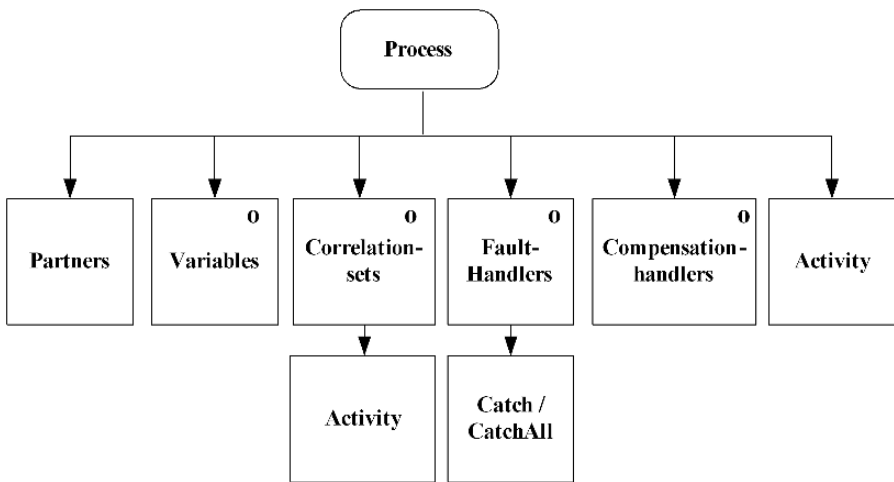 Process
Partners
o
Variables
o
Correlation-
sets
o
Fault-
Handlers
o
Compensation-
handlers
Activity
Activity
Catch /
CatchAll